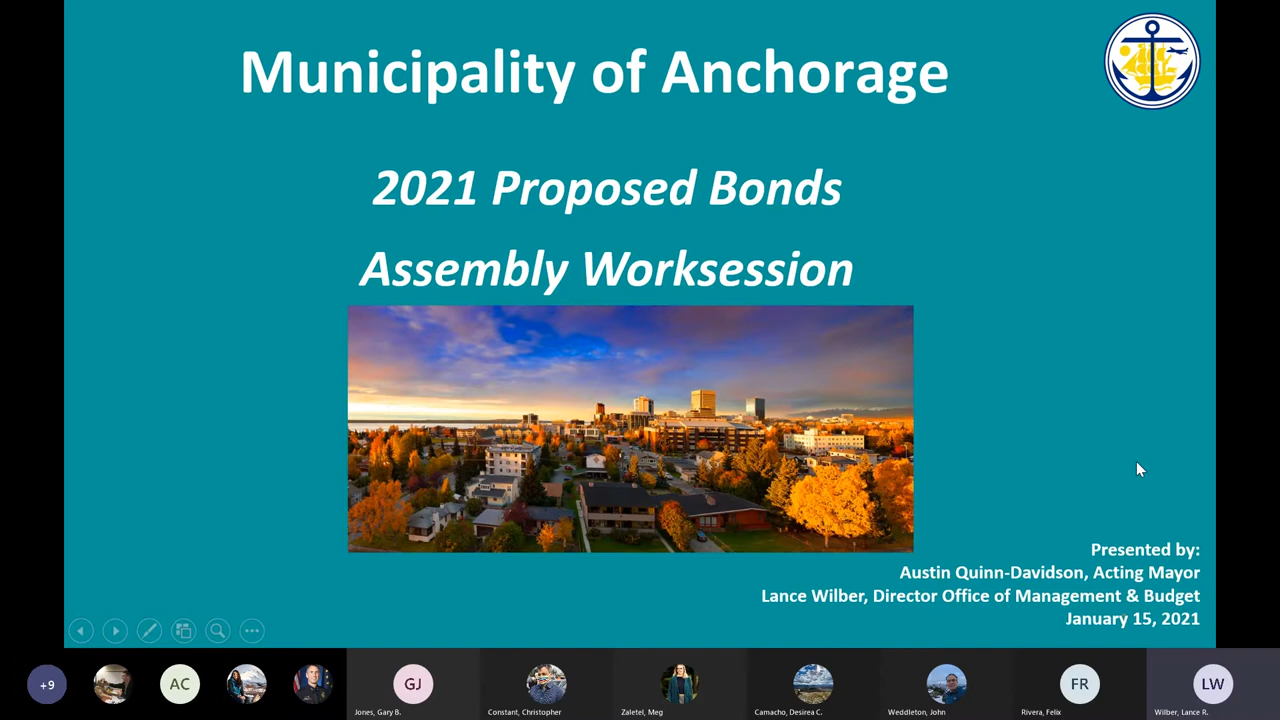 Municipality of Anchorage
2021 Proposed Bonds
Assembly Worksession
Presented by:
Austin Quinn-Davidson, Acting Mayor
Lance Wilber, Director Office of Management & Budget
January 15, 2021
+9
AC
GJ
FR
LW
Jones, Gary B.
Constant, Christopher
Zaletel, Meg
Camacho, Desirea C.
Weddleton, John
Rivera, Felix
Wilber, Lance R.